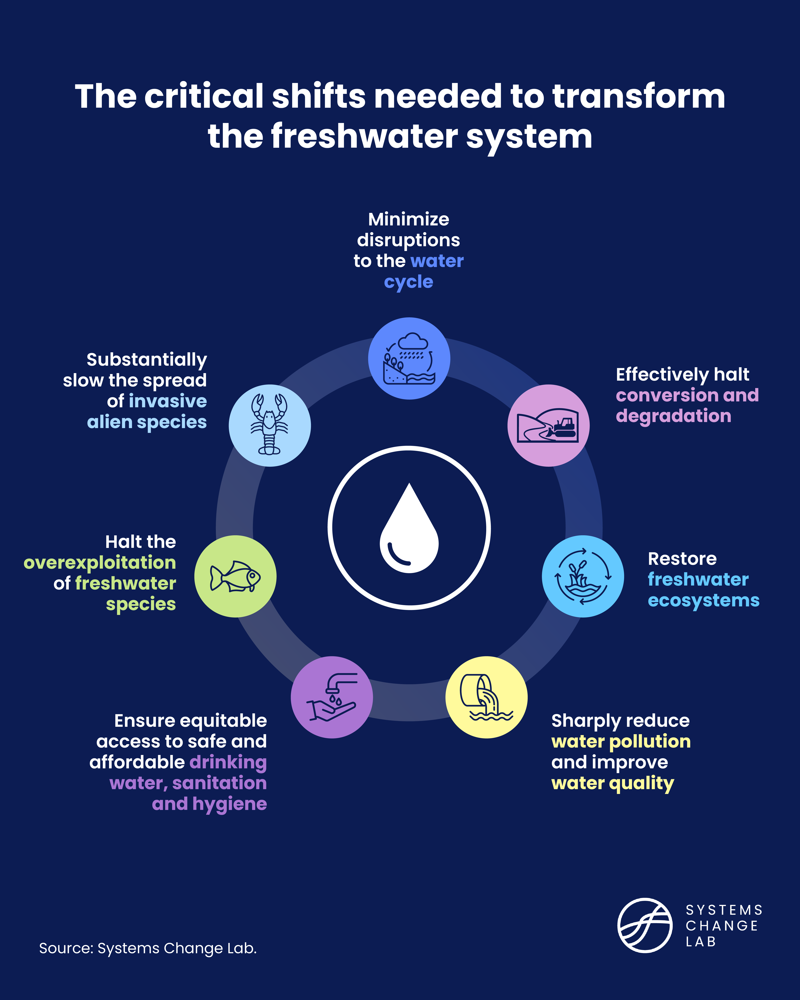 The critical shifts needed to transform
the freshwater system
Minimize
disruptions
to the water
cycle
Effectively halt
conversion and
degradation
Restore
freshwater
ecosystems
Sharply reduce
water pollution
and improve
water quality
Ensure equitable
access to safe and
affordable drinking
water, sanitation
and hygiene
Halt the
overexploitation
of freshwater
species
Substantially
slow the spread
of invasive
alien species
Source: Systems Change Lab.
SYSTEMS
CHANGE
LAB